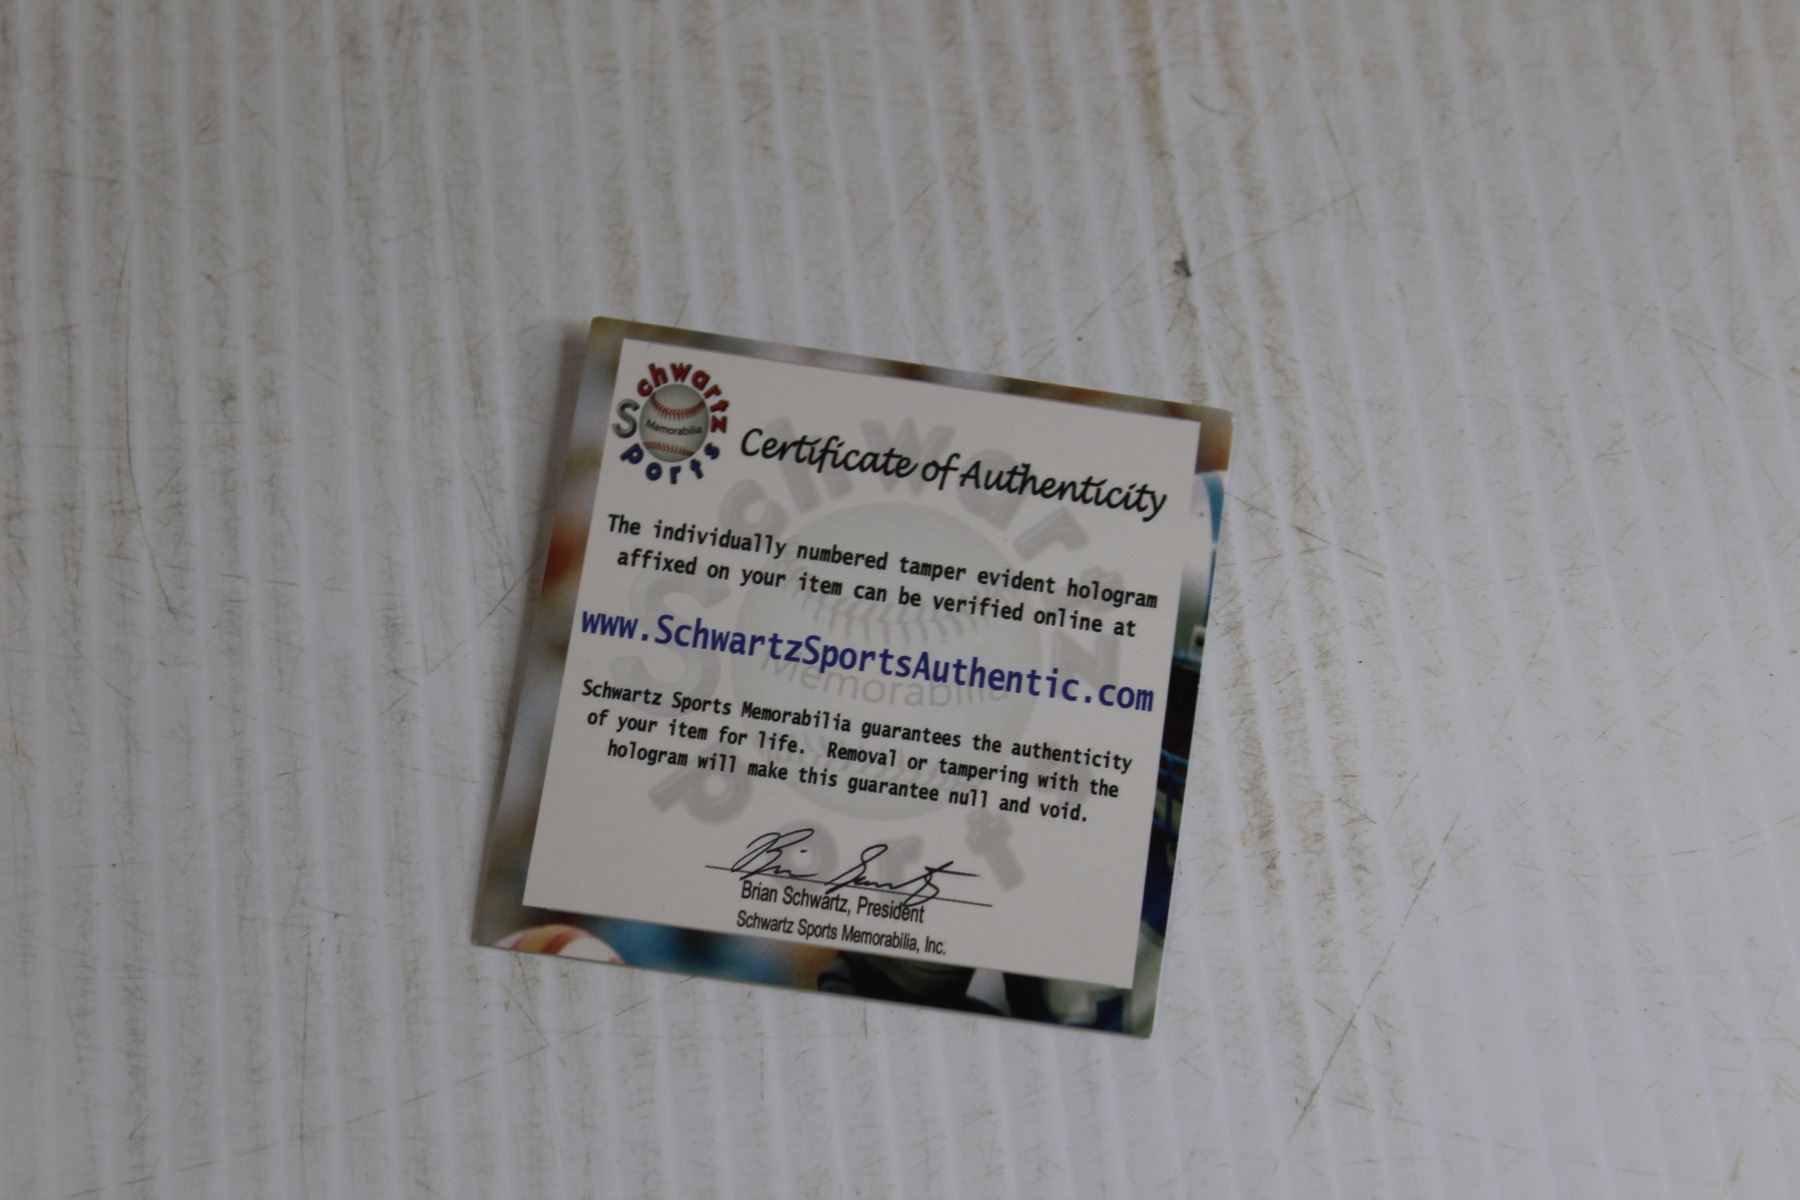 Schwartz
Sports
Memorabilia
Certificate of Authenticity
The individually numbered tamper evident hologram
affixed on your item can be verified online at
www.SchwartzSportsAuthentic.com
Schwartz Sports Memorabilia guarantees the authenticity
of your item for life. Removal or tampering with the
hologram will make this guarantee null and void.
Brian Schwartz
Brian Schwartz, President
Schwartz Sports Memorabilia, Inc.